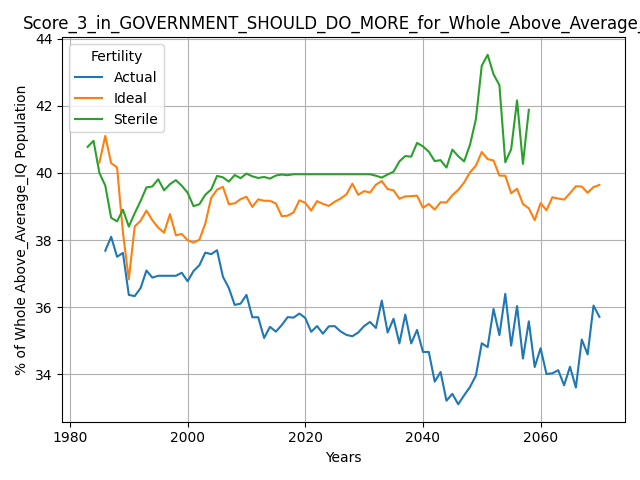 Score_3_in_GOVERNMENT_SHOULD_DO_MORE_for_Whole_Above_Average_
44
42
40
38
36
34
% of Whole Above_Average_IQ Population
Fertility
Actual
Ideal
Sterile
1980
2000
2020
2040
2060
Years